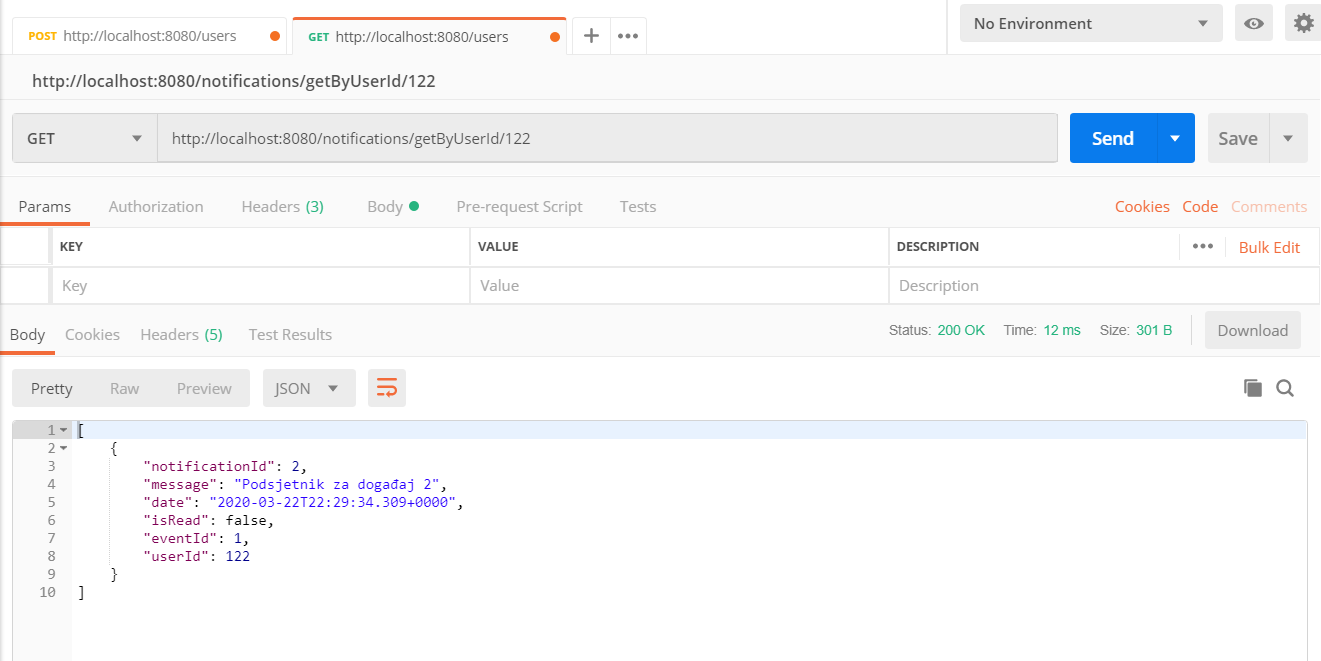 POST http://localhost:8080/users GET http://localhost:8080/users No Environment
http://localhost:8080/notifications/getByUserId/122
GET http://localhost:8080/notifications/getByUserId/122 Send Save
Params Authorization Headers (3) Body Pre-request Script Tests Cookies Code Comments
KEY VALUE DESCRIPTION Bulk Edit
Key Value Description
Body Cookies Headers (5) Test Results Status: 200 OK Time: 12 ms Size: 301 B Download
Pretty Raw Preview JSON
1 [
2 {
3 "notificationId": 2,
4 "message": "Podsjetnik za događaj 2",
5 "date": "2020-03-22T22:29:34.309+0000",
6 "isRead": false,
7 "eventId": 1,
8 "userId": 122
9 }
10 ]